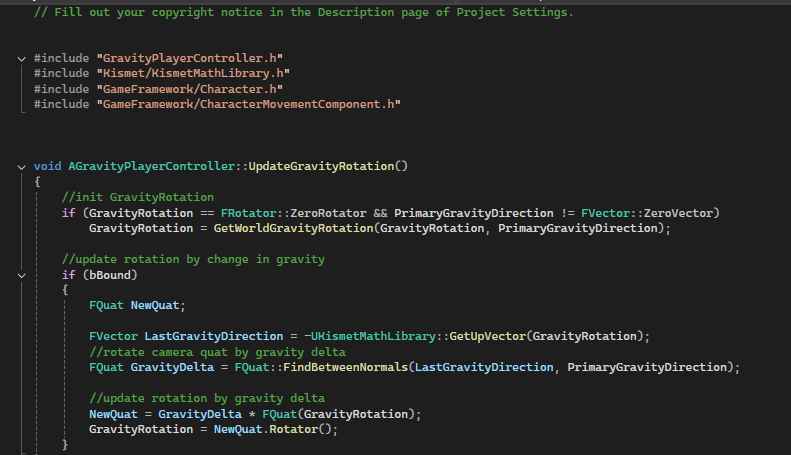 // Fill out your copyright notice in the Description page of Project Settings.
#include "GravityPlayerController.h"
#include "Kismet/KismetMathLibrary.h"
#include "GameFramework/Character.h"
#include "GameFramework/CharacterMovementComponent.h"
void AGravityPlayerController::UpdateGravityRotation()
{
//init GravityRotation
if (GravityRotation == FRotator::ZeroRotator && PrimaryGravityDirection != FVector::ZeroVector)
GravityRotation = GetWorldGravityRotation(GravityRotation, PrimaryGravityDirection);
//update rotation by change in gravity
if (bBound)
{
FQuat NewQuat;
FVector LastGravityDirection = -UKismetMathLibrary::GetUpVector(GravityRotation);
//rotate camera quat by gravity delta
FQuat GravityDelta = FQuat::FindBetweenNormals(LastGravityDirection, PrimaryGravityDirection);
//update rotation by gravity delta
NewQuat = GravityDelta * FQuat(GravityRotation);
GravityRotation = NewQuat.Rotator();
}